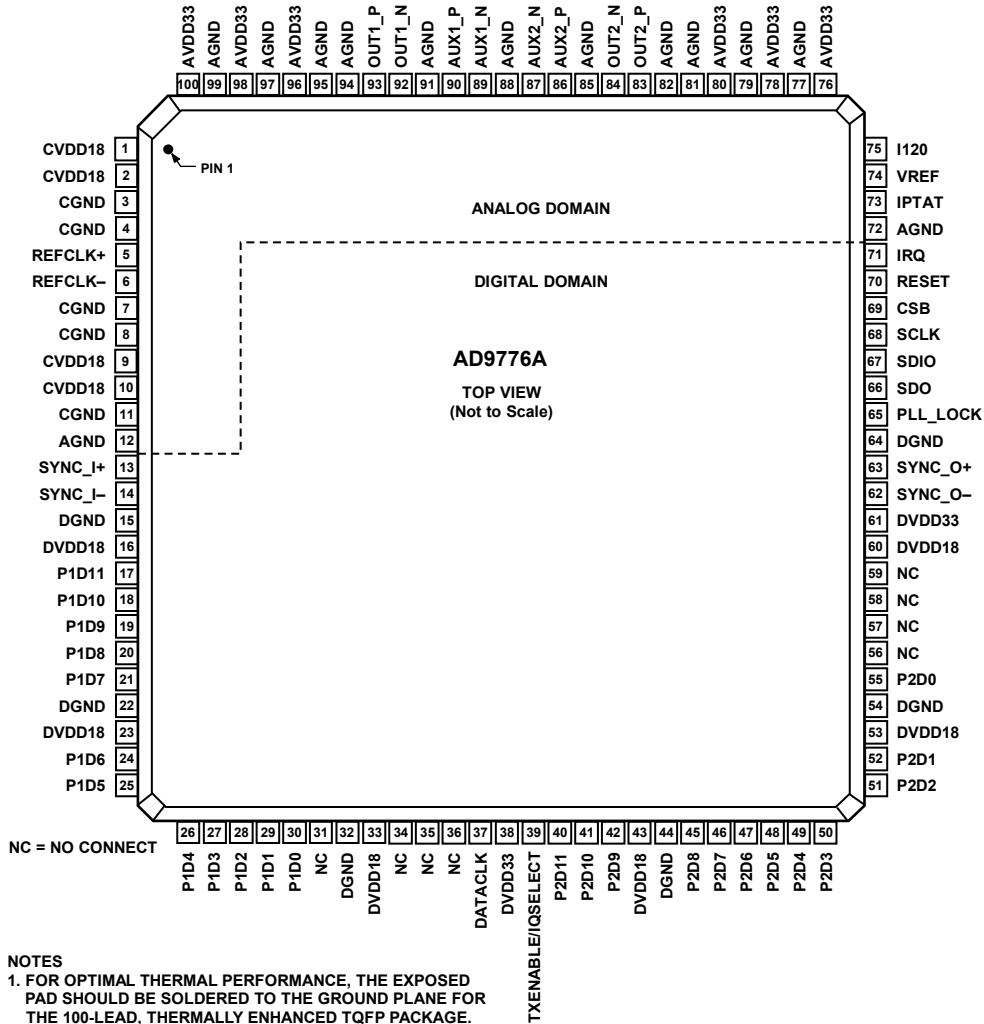 AVDD33 AGND AVDD33 AGND AVDD33 AGND AGND OUT1_P OUT1_N AGND AUX1_P AUX1_N AGND AUX2_N AUX2_P AGND OUT2_N OUT2_P AGND AGND AVDD33 AGND AVDD33 AGND AVDD33
100 99 98 97 96 95 94 93 92 91 90 89 88 87 86 85 84 83 82 81 80 79 78 77 76
CVDD18 1
CVDD18 2
CGND 3
CGND 4
REFCLK+ 5
REFCLK– 6
CGND 7
CGND 8
CVDD18 9
CVDD18 10
CGND 11
AGND 12
SYNC_I+ 13
SYNC_I– 14
DGND 15
DVDD18 16
P1D11 17
P1D10 18
P1D9 19
P1D8 20
P1D7 21
DGND 22
DVDD18 23
P1D6 24
P1D5 25
PIN 1
ANALOG DOMAIN
DIGITAL DOMAIN
AD9776A
TOP VIEW
(Not to Scale)
75 I120
74 VREF
73 IPTAT
72 AGND
71 IRQ
70 RESET
69 CSB
68 SCLK
67 SDIO
66 SDO
65 PLL_LOCK
64 DGND
63 SYNC_O+
62 SYNC_O–
61 DVDD33
60 DVDD18
59 NC
58 NC
57 NC
56 NC
55 P2D0
54 DGND
53 DVDD18
52 P2D1
51 P2D2
26 27 28 29 30 31 32 33 34 35 36 37 38 39 40 41 42 43 44 45 46 47 48 49 50
P1D4 P1D3 P1D2 P1D1 P1D0 NC DGND DVDD18 NC NC NC DATACLK DVDD33 TXENABLE/IQSELECT P2D11 P2D10 P2D9 DVDD18 DGND P2D8 P2D7 P2D6 P2D5 P2D4 P2D3
NC = NO CONNECT
NOTES
1. FOR OPTIMAL THERMAL PERFORMANCE, THE EXPOSED
PAD SHOULD BE SOLDERED TO THE GROUND PLANE FOR
THE 100-LEAD, THERMALLY ENHANCED TQFP PACKAGE.